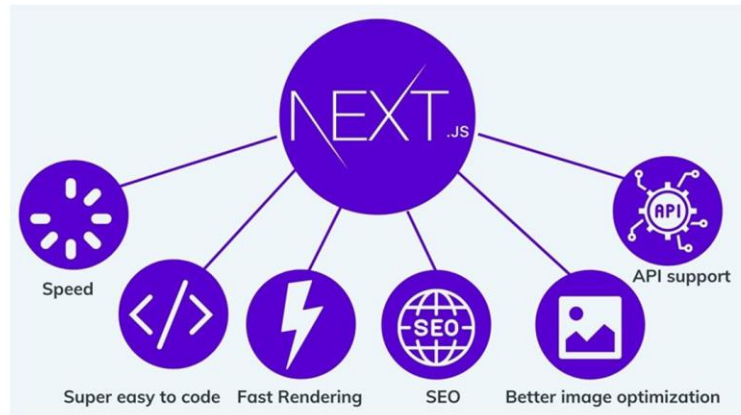 NEXT.JS
API
Speed
API support
SEO
Super easy to code
Fast Rendering
SEO
Better image optimization